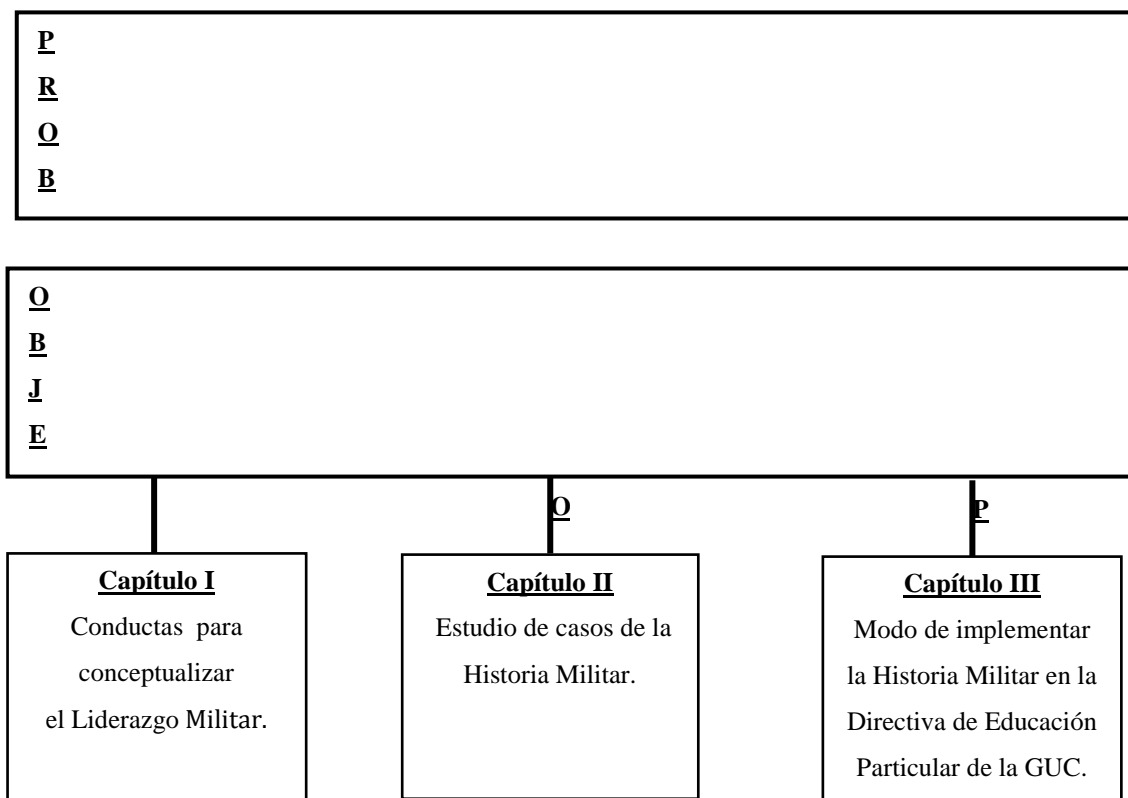 P
R
O
B
O
B
J
E
O
P
Capítulo I
Conductas para
conceptualizar
el Liderazgo Militar.
Capítulo II
Estudio de casos de la
Historia Militar.
Capítulo III
Modo de implementar
la Historia Militar en la
Directiva de Educación
Particular de la GUC.